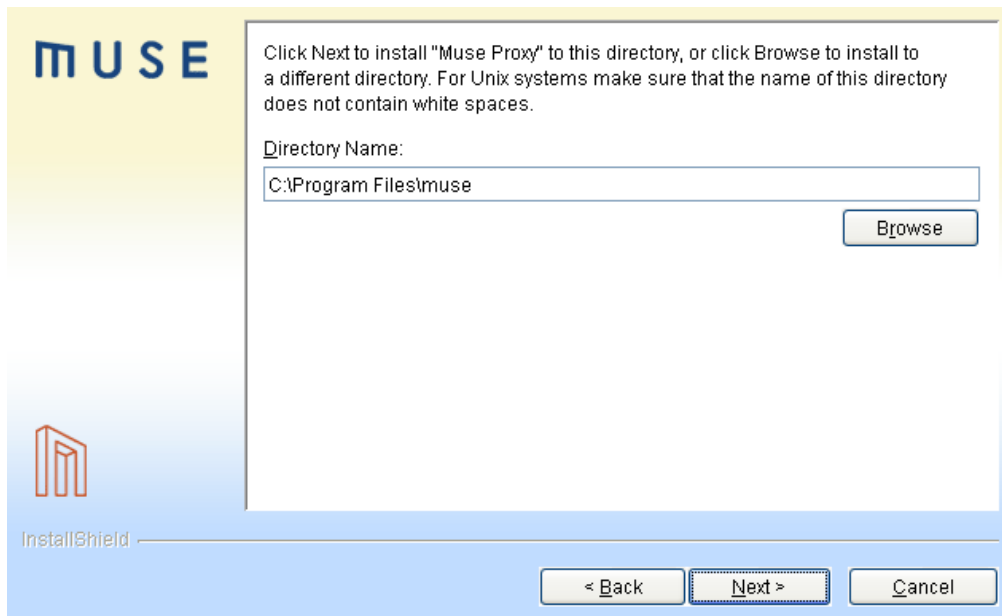 MUSE
Click Next to install "Muse Proxy" to this directory, or click Browse to install to
a different directory. For Unix systems make sure that the name of this directory
does not contain white spaces.
Directory Name:
C:\Program Files\muse
Browse
InstallShield
< Back
Next >
Cancel